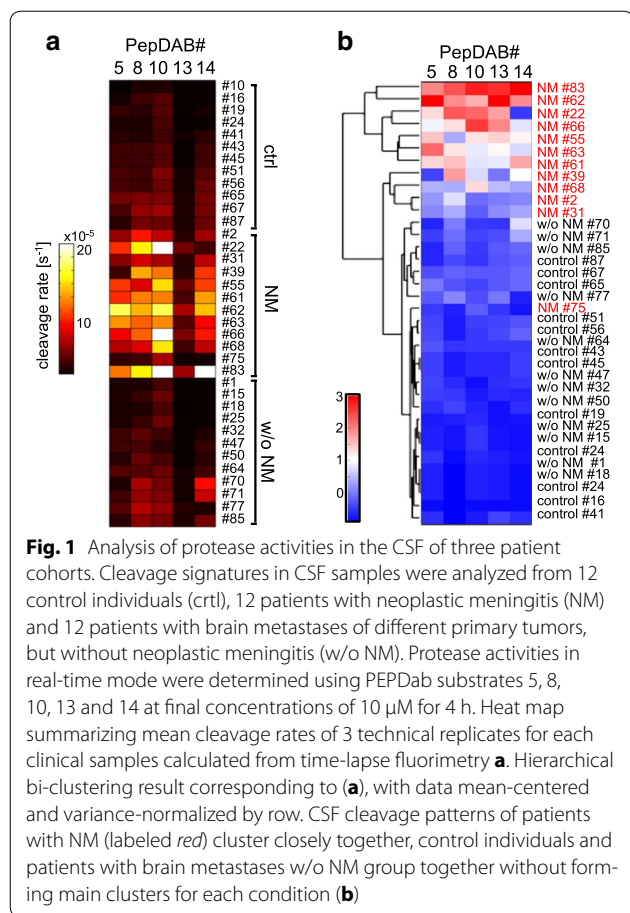 a
PepDAB#
5 8 10 13 14
#10
#16
#19
#24
#41
#43
#45
#51
#56
#65
#67
#87
ctrl
#2
#22
#31
#39
#55
#61
#62
#63
#66
#68
#75
#83
NM
#1
#15
#18
#25
#32
#47
#50
#64
#70
#71
#77
#85
w/o NM
cleavage rate [s-1]
x10-5
20
10
b
PepDAB#
5 8 10 13 14
NM #83
NM #62
NM #22
NM #66
NM #55
NM #63
NM #61
NM #39
NM #68
NM #2
NM #31
w/o NM #70
w/o NM #71
w/o NM #85
control #87
control #67
control #65
w/o NM #77
NM #75
control #51
control #56
w/o NM #64
control #43
control #45
w/o NM #47
w/o NM #32
w/o NM #50
control #19
w/o NM #25
w/o NM #15
control #24
w/o NM #1
w/o NM #18
control #24
control #16
control #41
3
2
1
0
Fig. 1 Analysis of protease activities in the CSF of three patient
cohorts. Cleavage signatures in CSF samples were analyzed from 12
control individuals (crtl), 12 patients with neoplastic meningitis (NM)
and 12 patients with brain metastases of different primary tumors,
but without neoplastic meningitis (w/o NM). Protease activities in
real-time mode were determined using PEPDab substrates 5, 8,
10, 13 and 14 at final concentrations of 10 µM for 4 h. Heat map
summarizing mean cleavage rates of 3 technical replicates for each
clinical samples calculated from time-lapse fluorimetry a. Hierarchical
bi-clustering result corresponding to (a), with data mean-centered
and variance-normalized by row. CSF cleavage patterns of patients
with NM (labeled red) cluster closely together, control individuals and
patients with brain metastases w/o NM group together without form-
ing main clusters for each condition (b)